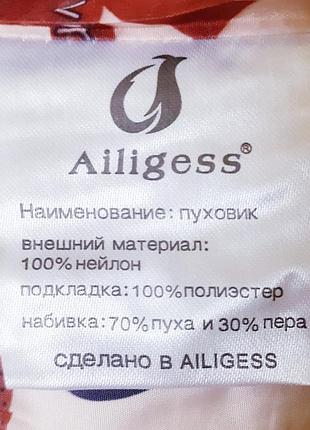 Ailigess®
Наименование: пуховик
внешний материал:
100% нейлон
подкладка: 100% полиэстер
набивка: 70% пуха и 30% пера
сделано в AILIGESS